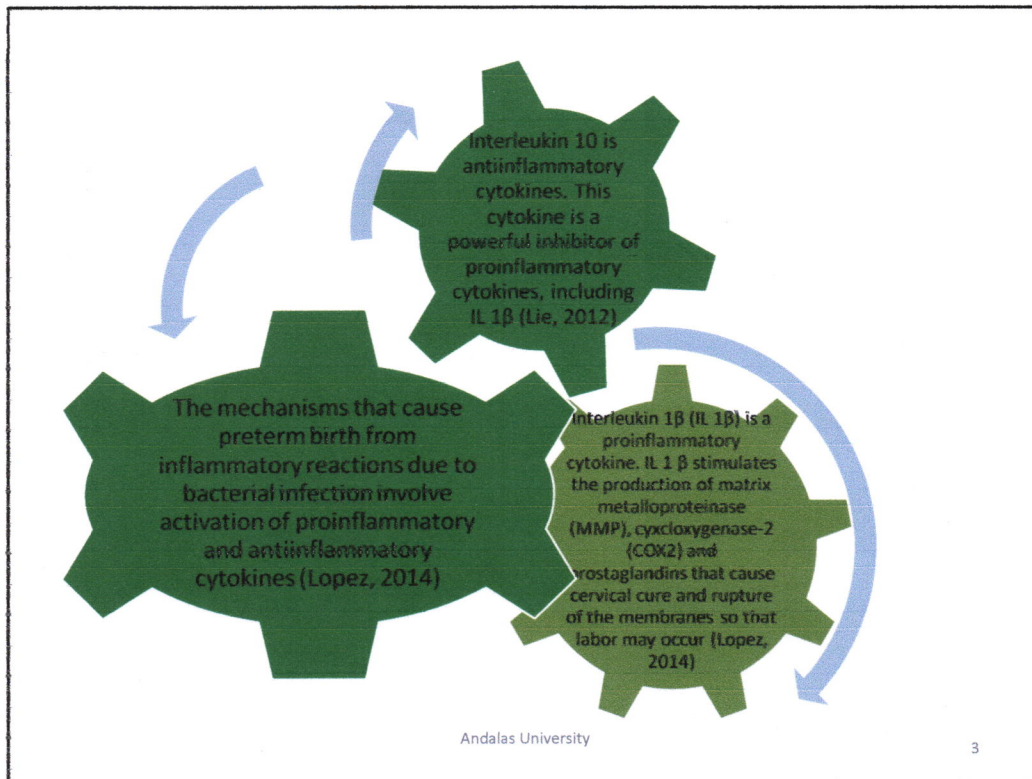 Interleukin 10 is
antiinflammatory
cytokines. This
cytokine is a
powerful inhibitor of
proinflammatory
cytokines, including
IL 1β (Lie, 2012)
The mechanisms that cause
preterm birth from
inflammatory reactions due to
bacterial infection involve
activation of proinflammatory
and antiinflammatory
cytokines (Lopez, 2014)
Interleukin 1β (IL 1β) is a
proinflammatory
cytokine. IL 1 β stimulates
the production of matrix
metalloproteinase
(MMP), cyxcloxygenase-2
(COX2) and
prostaglandins that cause
cervical cure and rupture
of the membranes so that
labor may occur (Lopez,
2014)
Andalas University
3